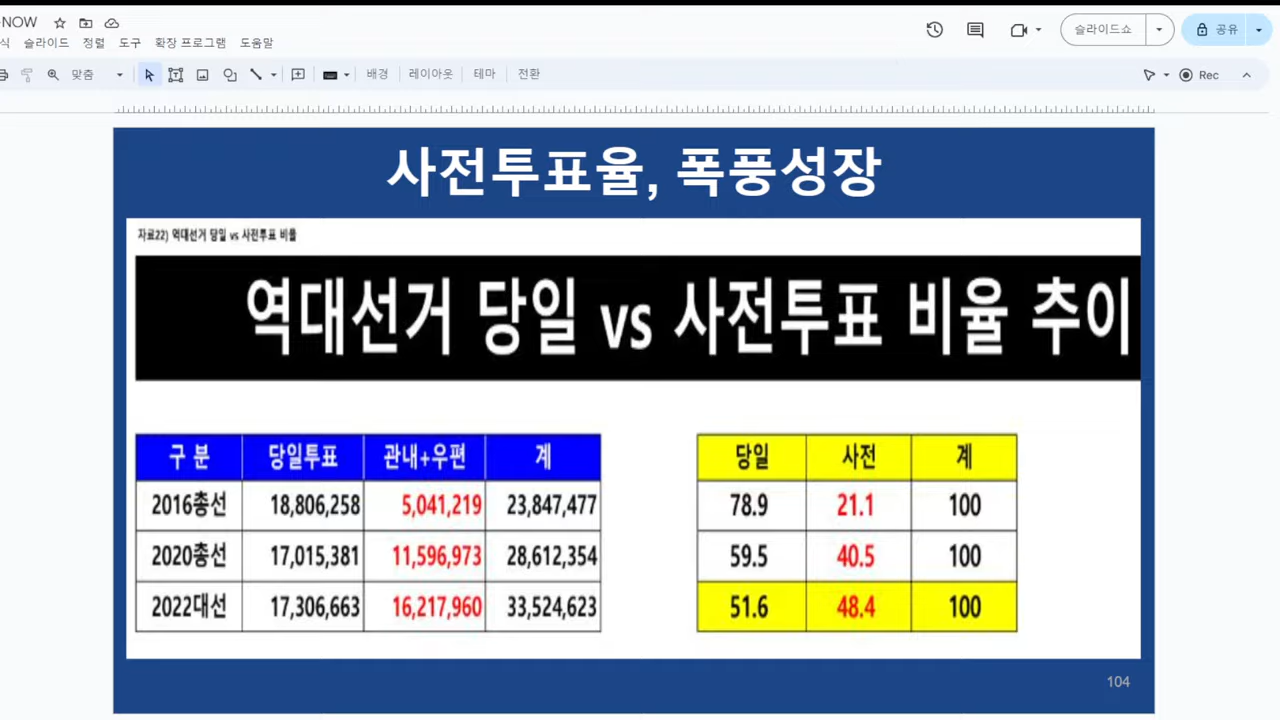 -NOW
식 슬라이드 정렬 도구 확장 프로그램 도움말
슬라이드쇼
공유
맞춤
배경 레이아웃 테마 전환
Rec
사전투표율, 폭풍성장
자료22) 역대선거 당일 vs 사전투표 비율
역대선거 당일 vs 사전투표 비율 추이
구 분 당일투표 관내+우편 계
2016총선 18,806,258 5,041,219 23,847,477
2020총선 17,015,381 11,596,973 28,612,354
2022대선 17,306,663 16,217,960 33,524,623
당일 사전 계
78.9 21.1 100
59.5 40.5 100
51.6 48.4 100
104